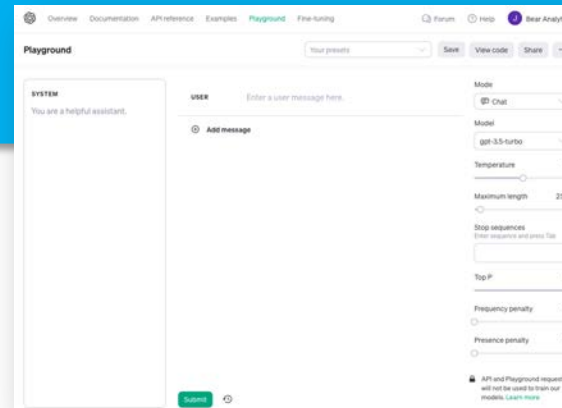 Overview Documentation API reference Examples Playground Fine-tuning Forum Help J Bear Analy
Playground
Your presets
Save
View code
Share
SYSTEM
You are a helpful assistant.
USER
Enter a user message here.
Add message
Submit
Mode
Chat
Model
gpt-3.5-turbo
Temperature
Maximum length
Stop sequences
Enter sequence and press Tab
Top P
Frequency penalty
Presence penalty
API and Playground request
will not be used to train our
models. Learn more